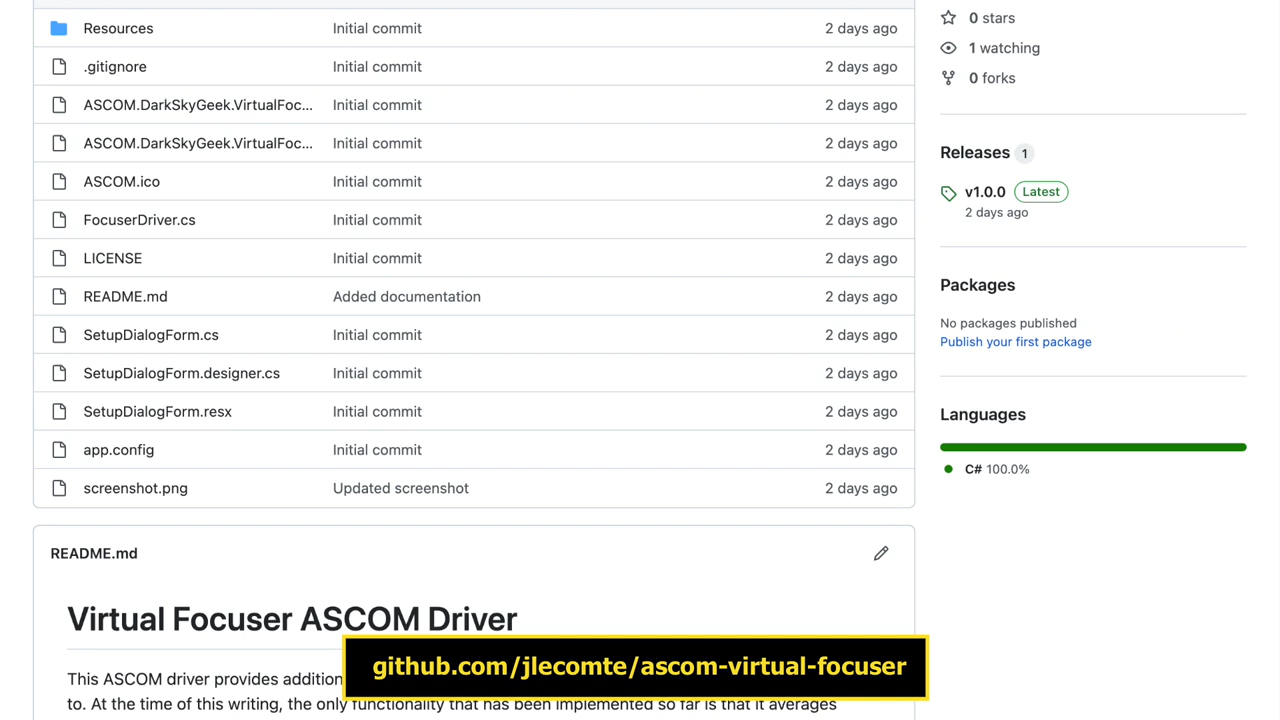 Resources Initial commit 2 days ago
.gitignore Initial commit 2 days ago
ASCOM.DarkSkyGeek.VirtualFoc... Initial commit 2 days ago
ASCOM.DarkSkyGeek.VirtualFoc... Initial commit 2 days ago
ASCOM.ico Initial commit 2 days ago
FocuserDriver.cs Initial commit 2 days ago
LICENSE Initial commit 2 days ago
README.md Added documentation 2 days ago
SetupDialogForm.cs Initial commit 2 days ago
SetupDialogForm.designer.cs Initial commit 2 days ago
SetupDialogForm.resx Initial commit 2 days ago
app.config Initial commit 2 days ago
screenshot.png Updated screenshot 2 days ago
README.md
Virtual Focuser ASCOM Driver
This ASCOM driver provides addition
to. At the time of this writing, the only functionality that has been implemented so far is that it averages
github.com/jlecomte/ascom-virtual-focuser
0 stars
1 watching
0 forks
Releases 1
v1.0.0 Latest
2 days ago
Packages
No packages published
Publish your first package
Languages
C# 100.0%